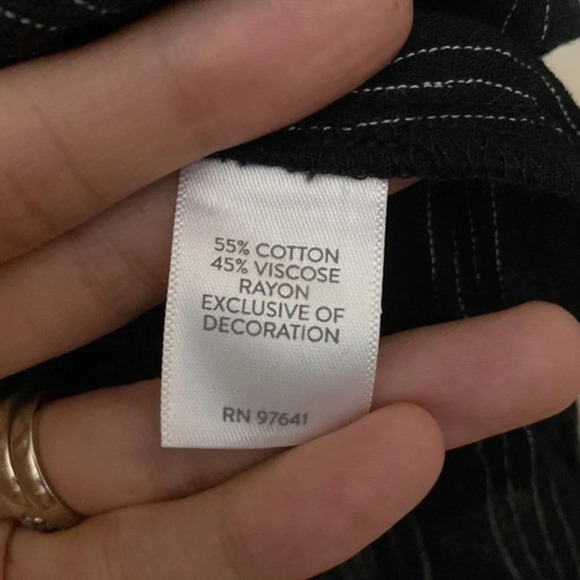 55% COTTON
45% VISCOSE
RAYON
EXCLUSIVE OF
DECORATION
RN 97641